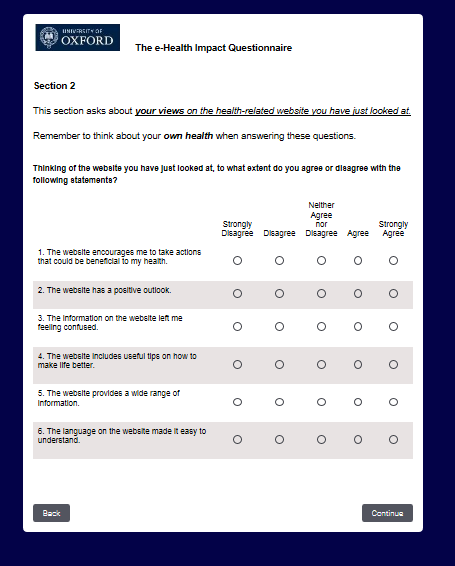 UNIVERSITY OF
OXFORD
The e-Health Impact Questionnaire
Section 2
This section asks about your views on the health-related website you have just looked at.
Remember to think about your own health when answering these questions.
Thinking of the website you have just looked at, to what extent do you agree or disagree with the
following statements?
Neither
Agree
Strongly nor Strongly
Disagree Disagree Disagree Agree Agree
1. The website encourages me to take actions
that could be beneficial to my health.
2. The website has a positive outlook.
3. The information on the website left me
feeling confused.
4. The website includes useful tips on how to
make life better.
5. The website provides a wide range of
information.
6. The language on the website made it easy to
understand.
Back Continue